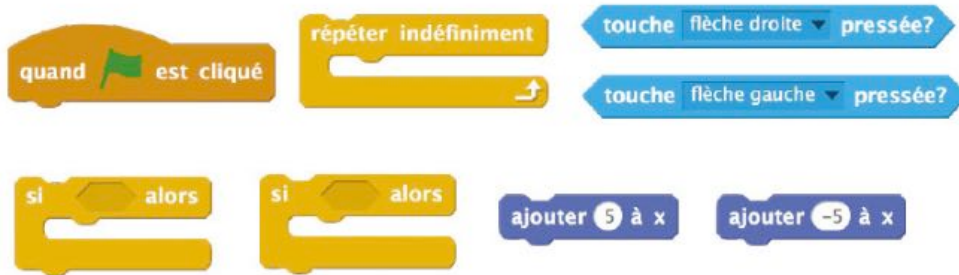 quand est cliqué
répéter indéfiniment
touche flèche droite pressée?
touche flèche gauche pressée?
si alors
si alors
ajouter 5 à x
ajouter -5 à x